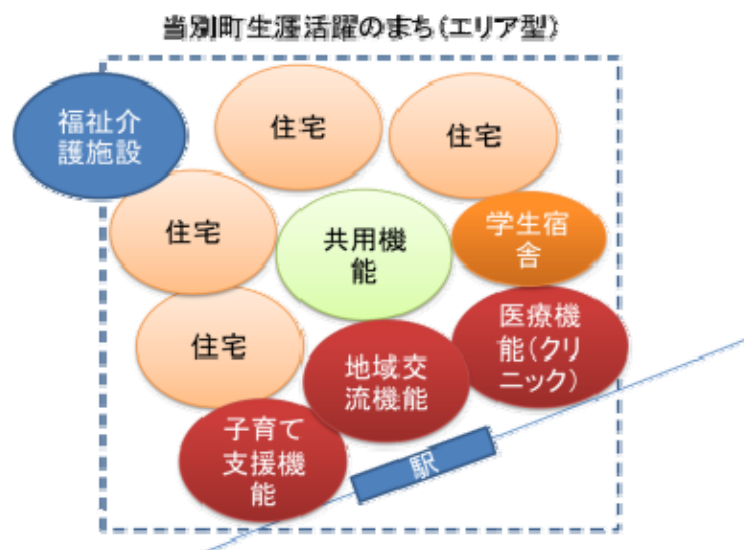 当別町生涯活躍のまち(エリア型)
福祉介
護施設
住宅
住宅
住宅
共用機
能
学生宿
舎
住宅
医療機
能(クリ
ニック)
地域交
流機能
子育て
支援機
能
駅